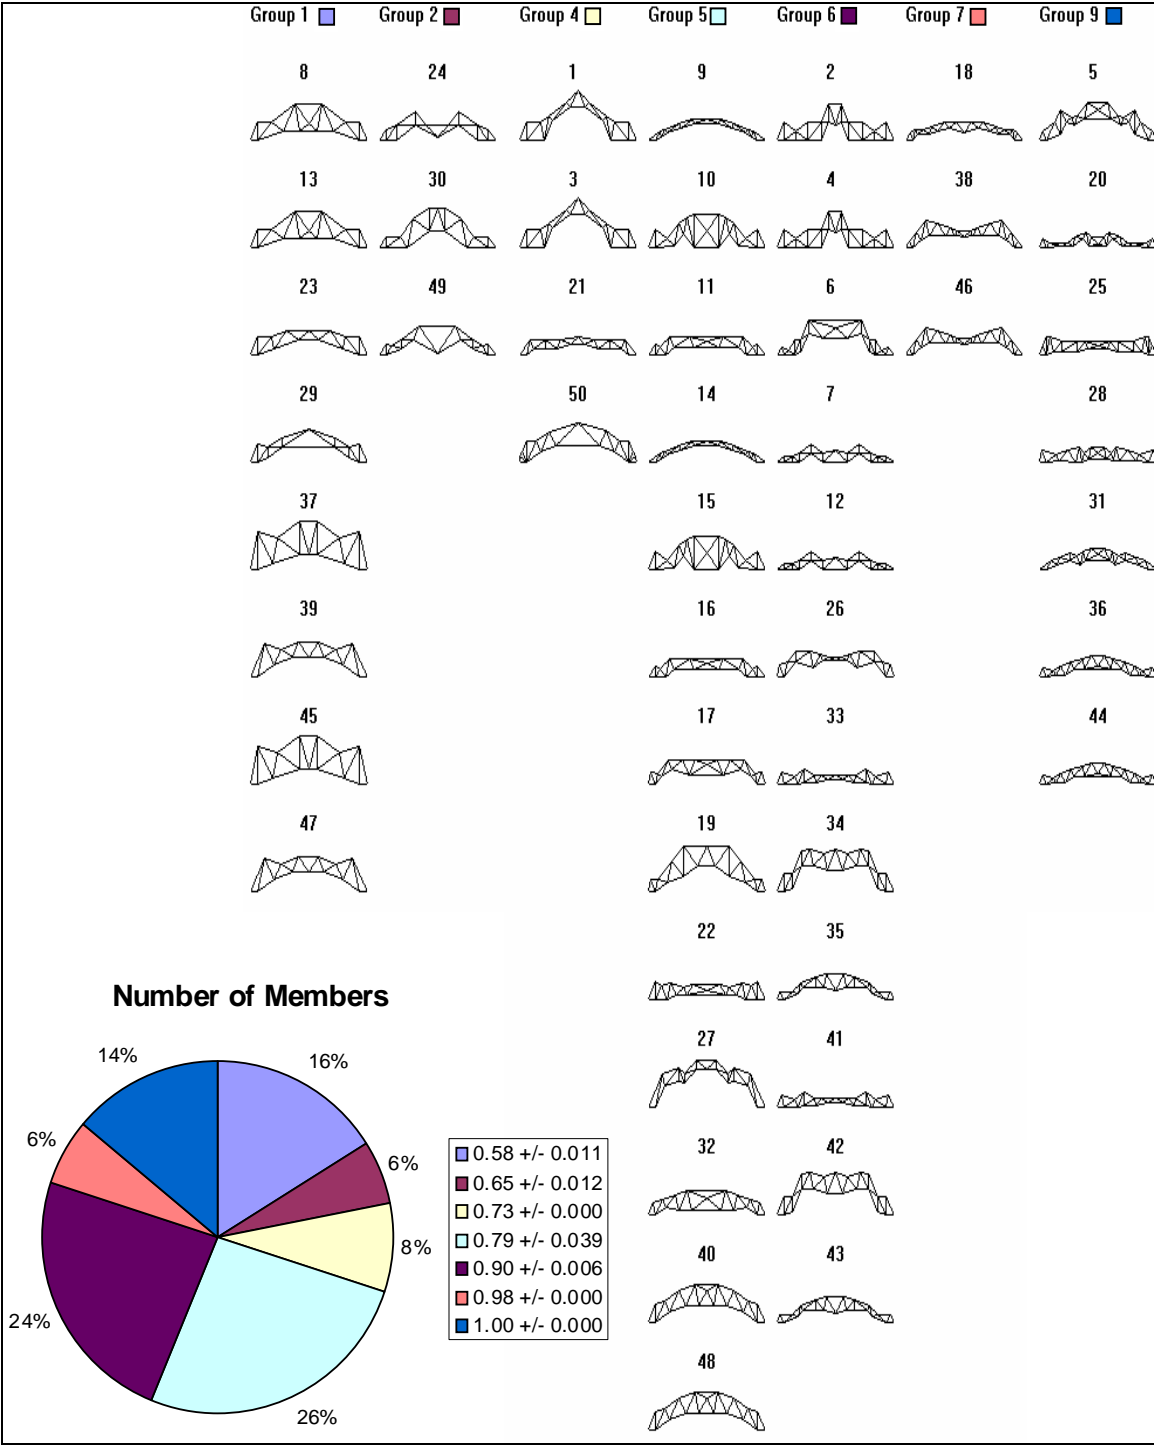 Group 1 Group 2 Group 4 Group 5 Group 6 Group 7 Group 9
8 24 1 9 2 18 5
13 30 3 10 4 38 20
23 49 21 11 6 46 25
29 50 14 7 28
37 15 12 31
39 16 26 36
45 17 33 44
47 19 34
22 35
27 41
32 42
40 43
48
Number of Members
14% 16%
6% 6%
8%
24%
26%
0.58 +/- 0.011
0.65 +/- 0.012
0.73 +/- 0.000
0.79 +/- 0.039
0.90 +/- 0.006
0.98 +/- 0.000
1.00 +/- 0.000